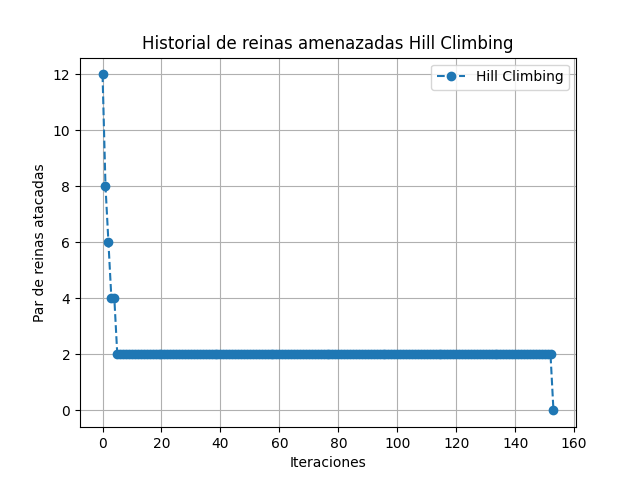 Historial de reinas amenazadas Hill Climbing
Hill Climbing
Par de reinas atacadas
12
10
8
6
4
2
0
0 20 40 60 80 100 120 140 160
Iteraciones